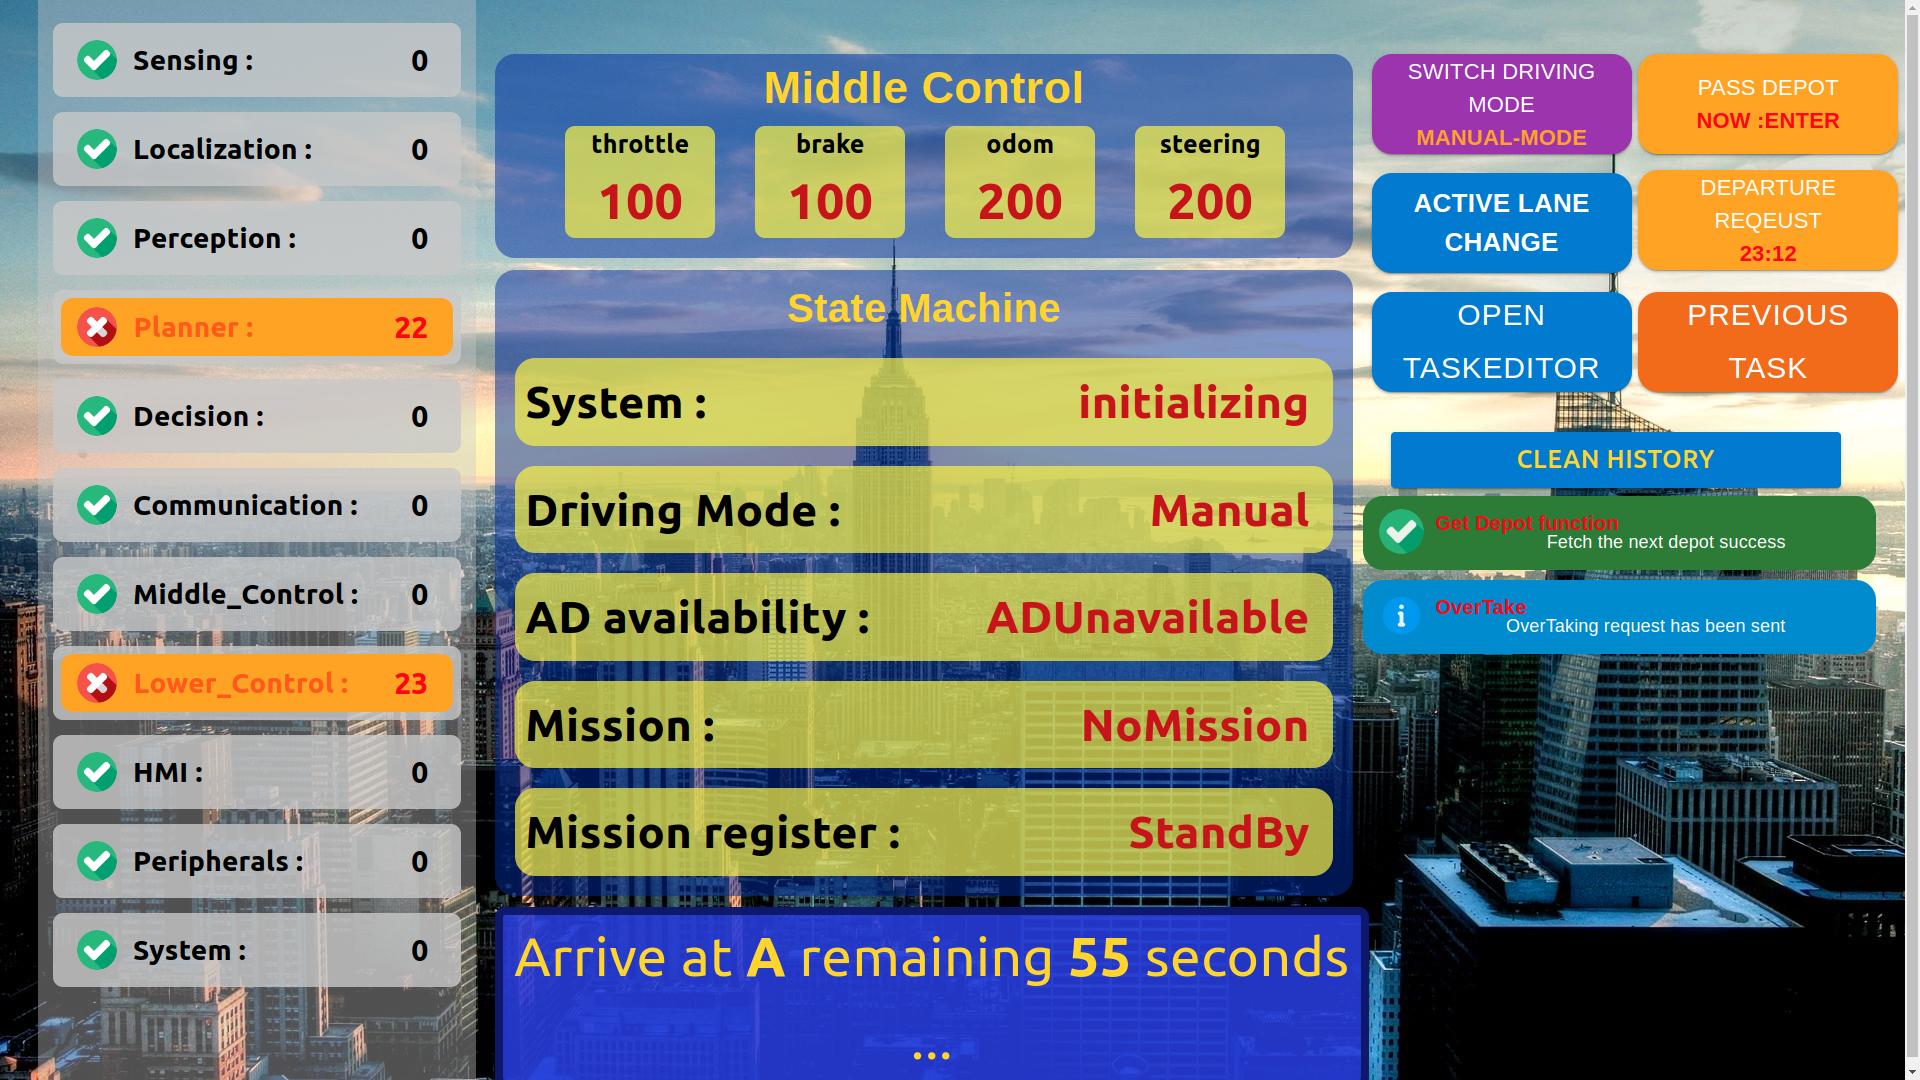 Sensing : 0
Localization : 0
Perception : 0
Planner : 22
Decision : 0
Communication : 0
Middle_Control : 0
Lower_Control : 23
HMI : 0
Peripherals : 0
System : 0
Middle Control
throttle brake odom steering
100 100 200 200
State Machine
System : initializing
Driving Mode : Manual
AD availability : ADUnavailable
Mission : NoMission
Mission register : StandBy
Arrive at A remaining 55 seconds
...
SWITCH DRIVING
MODE
MANUAL-MODE
PASS DEPOT
NOW :ENTER
ACTIVE LANE
CHANGE
DEPARTURE
REQEUST
23:12
OPEN
TASKEDITOR
PREVIOUS
TASK
CLEAN HISTORY
Get Depot function
Fetch the next depot success
OverTake
OverTaking request has been sent